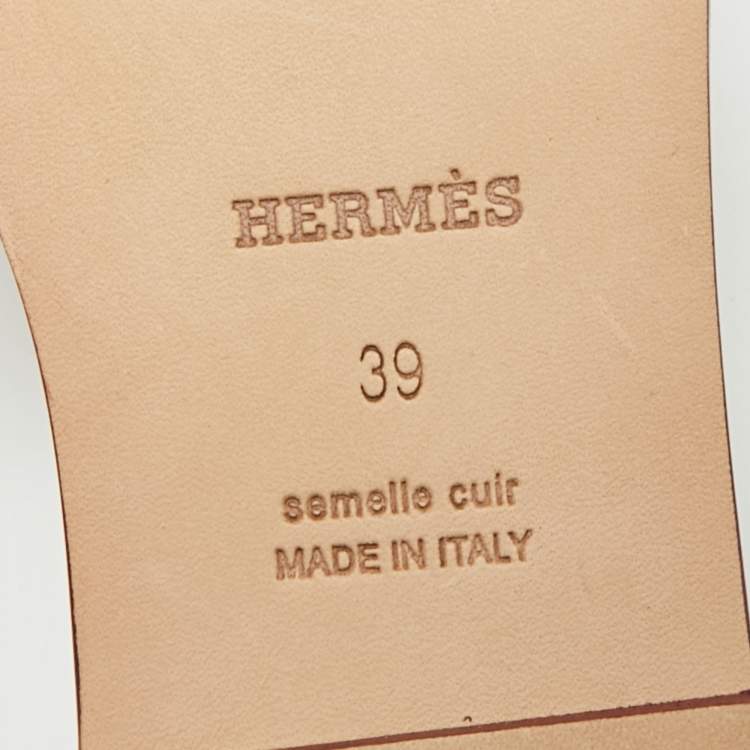 HERMÈS
39
semelle cuir
MADE IN ITALY